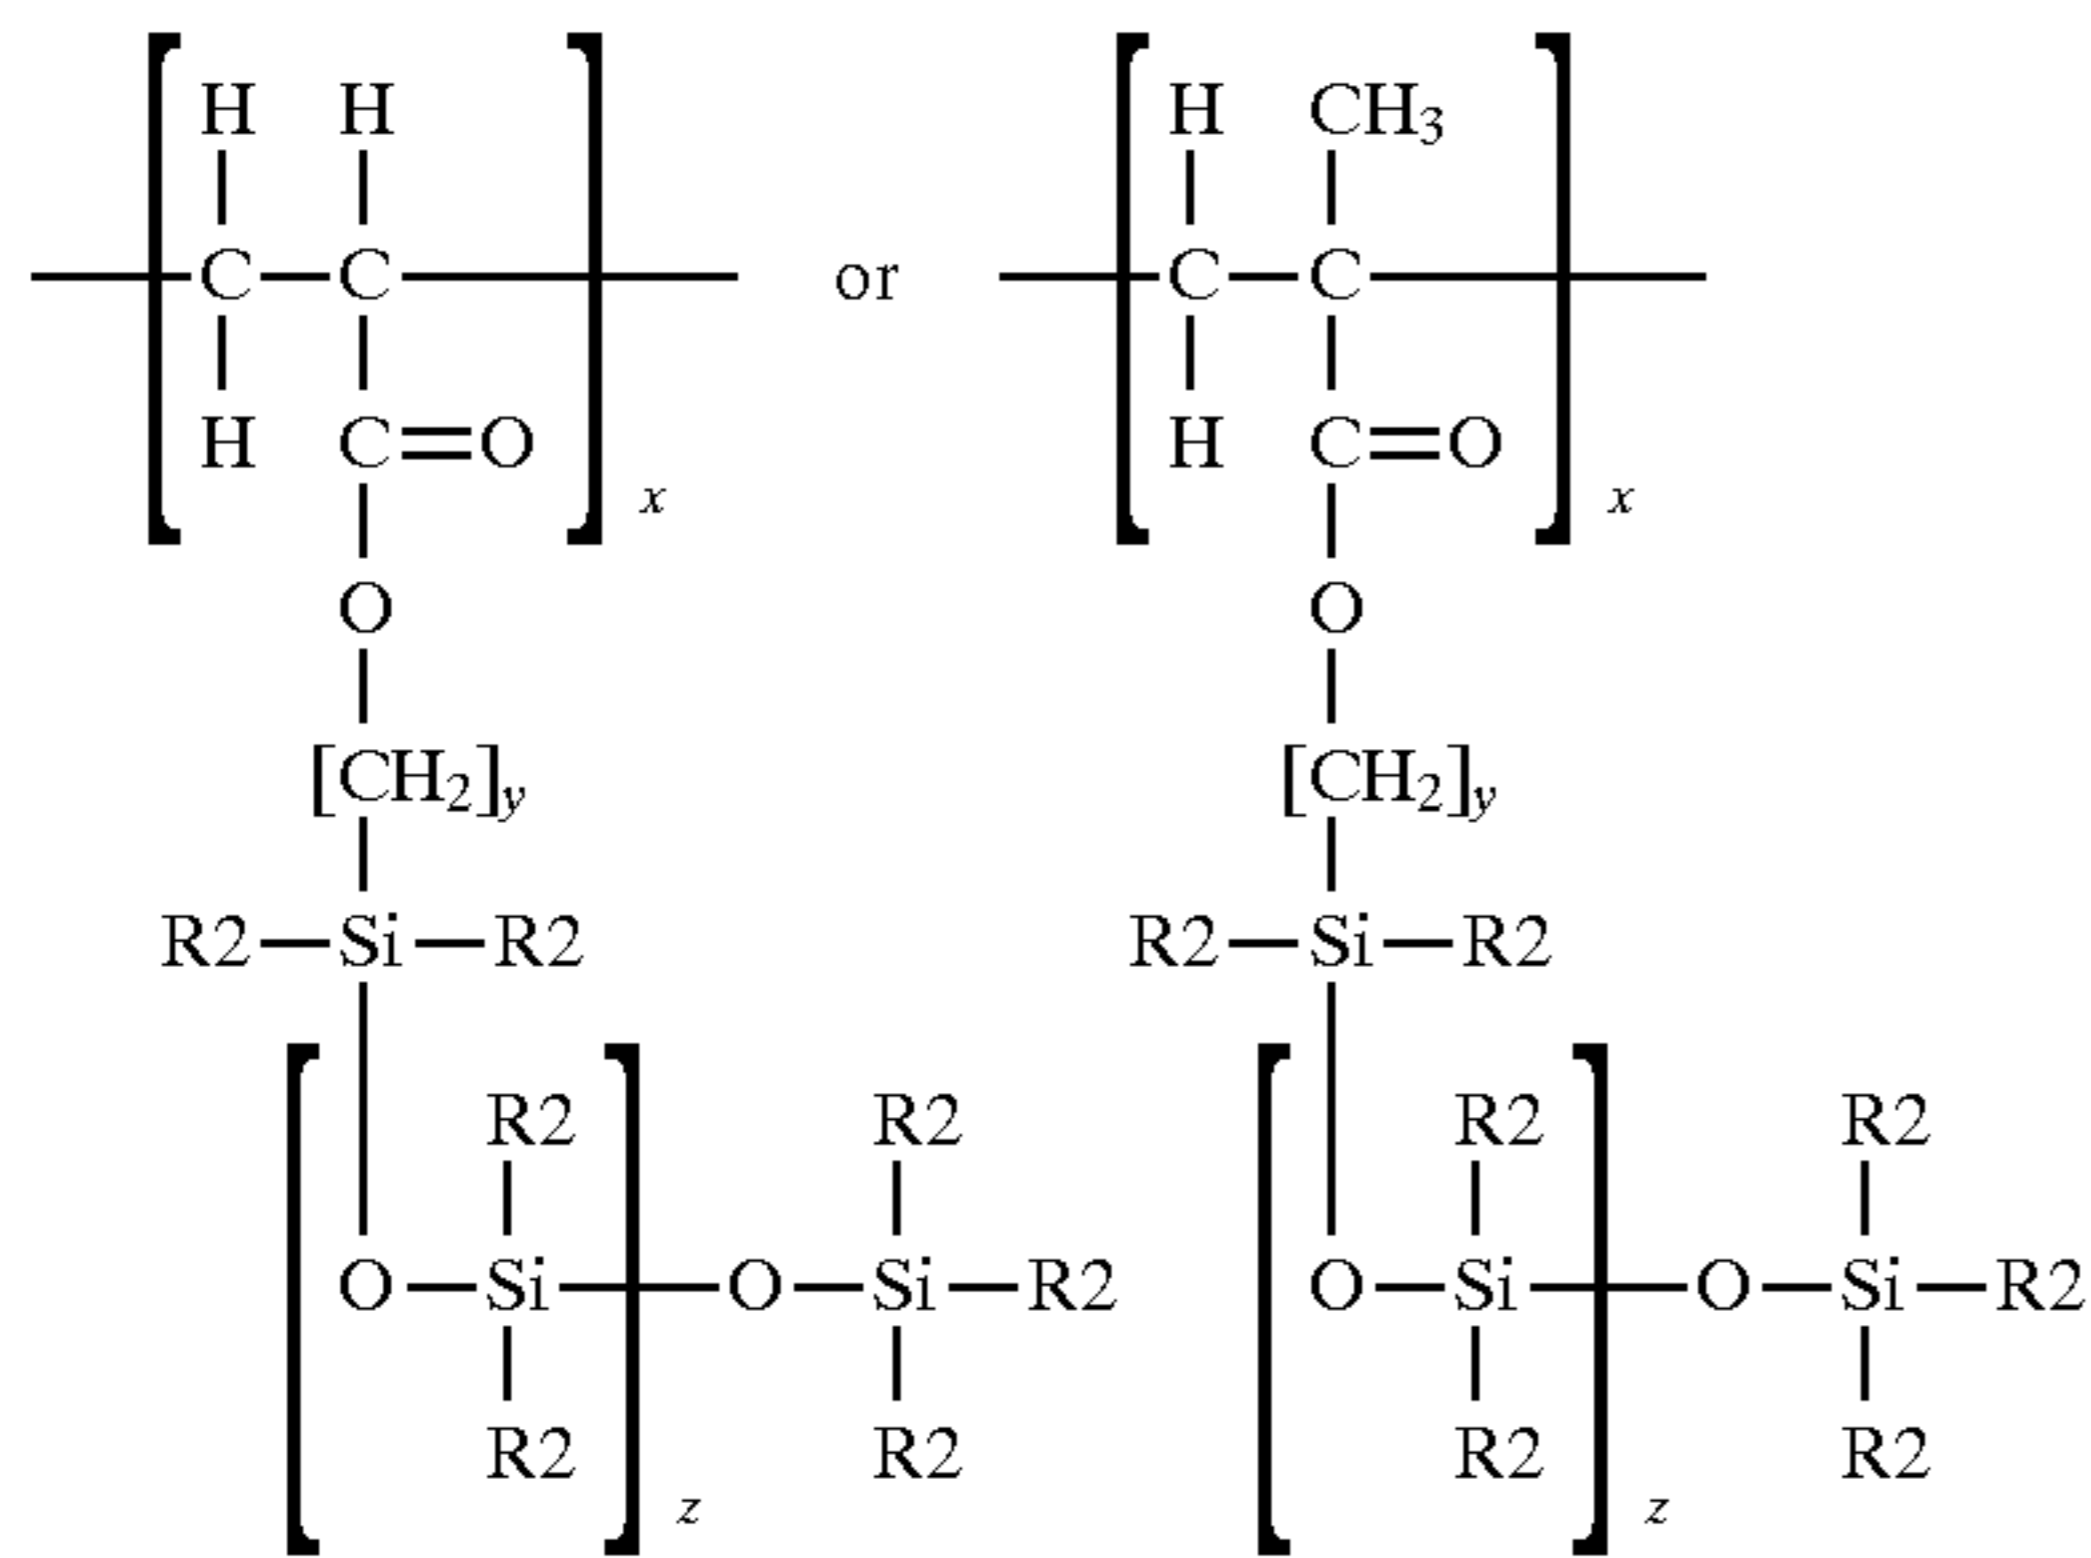 H H H CH3
C C or C C
H C=O x H C=O x
O O
[CH2]y [CH2]y
R2—Si—R2 R2—Si—R2
R2 R2 R2 R2
O—Si—O—Si—R2 O—Si—O—Si—R2
R2 R2 R2 R2
z z